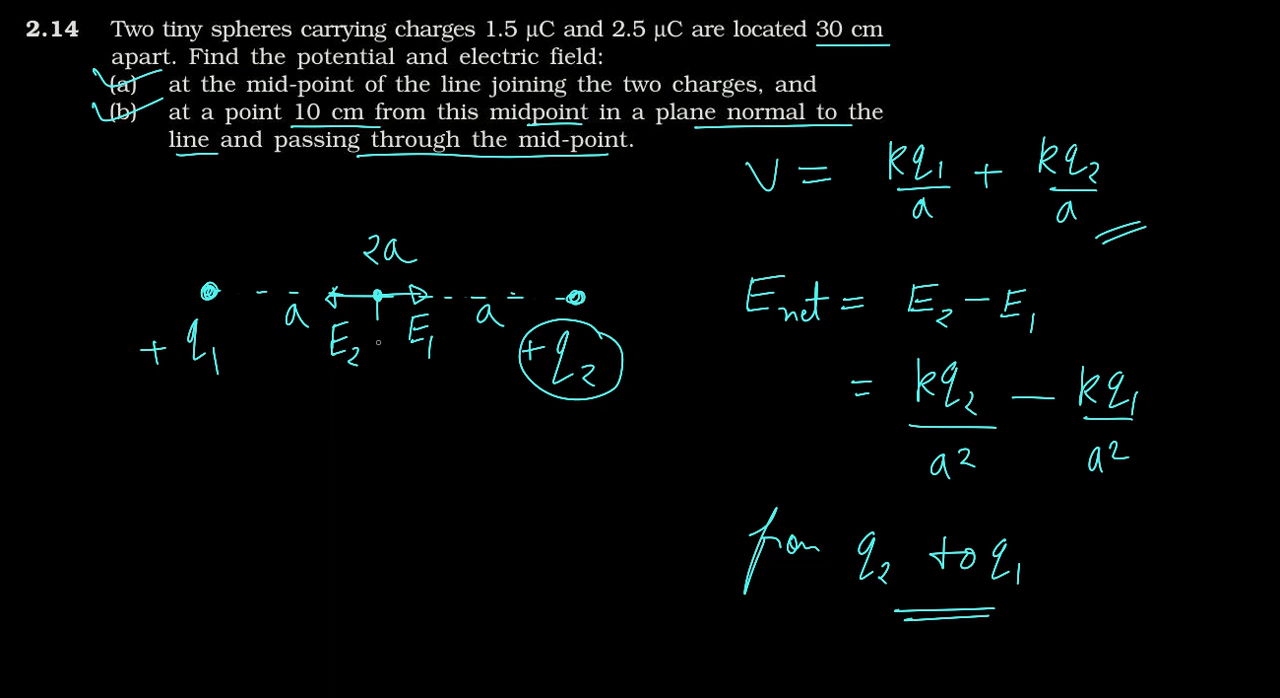 2.14 Two tiny spheres carrying charges 1.5 µC and 2.5 µC are located 30 cm
apart. Find the potential and electric field:
(a) at the mid-point of the line joining the two charges, and
(b) at a point 10 cm from this midpoint in a plane normal to the
line and passing through the mid-point.
V = kq₁/a + kq₂/a
2a
a a
E₂ E₁
+q₁ +q₂
E_net = E₂ - E₁
= kq₂/a² - kq₁/a²
from q₂ to q₁